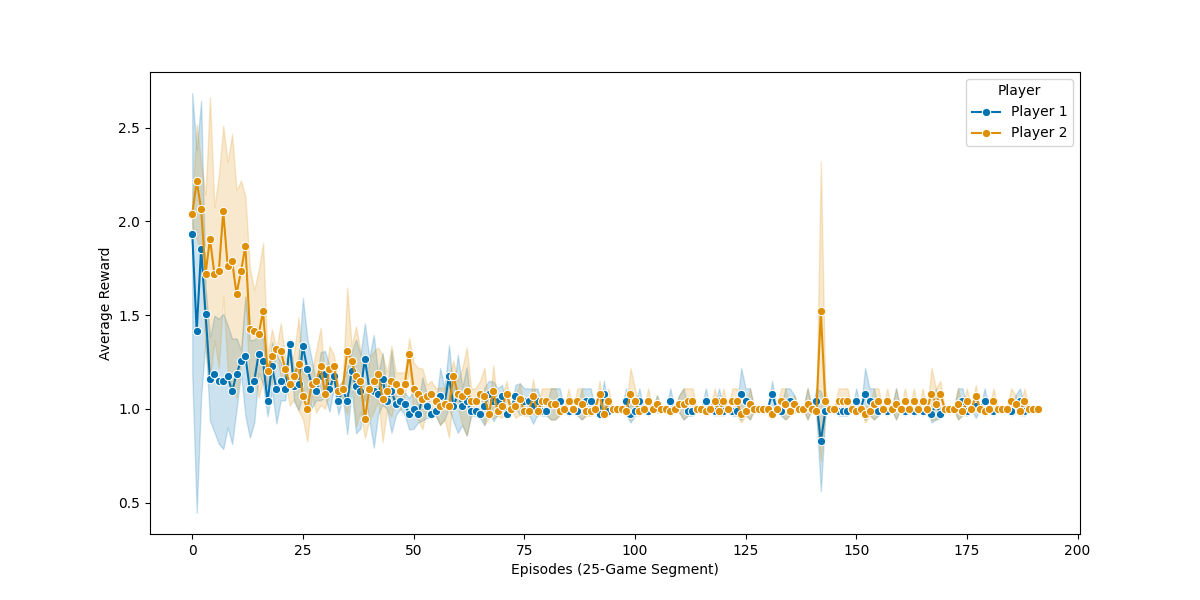 Player
Player 1
Player 2
2.5
2.0
1.5
1.0
0.5
Average Reward
0 25 50 75 100 125 150 175 200
Episodes (25-Game Segment)